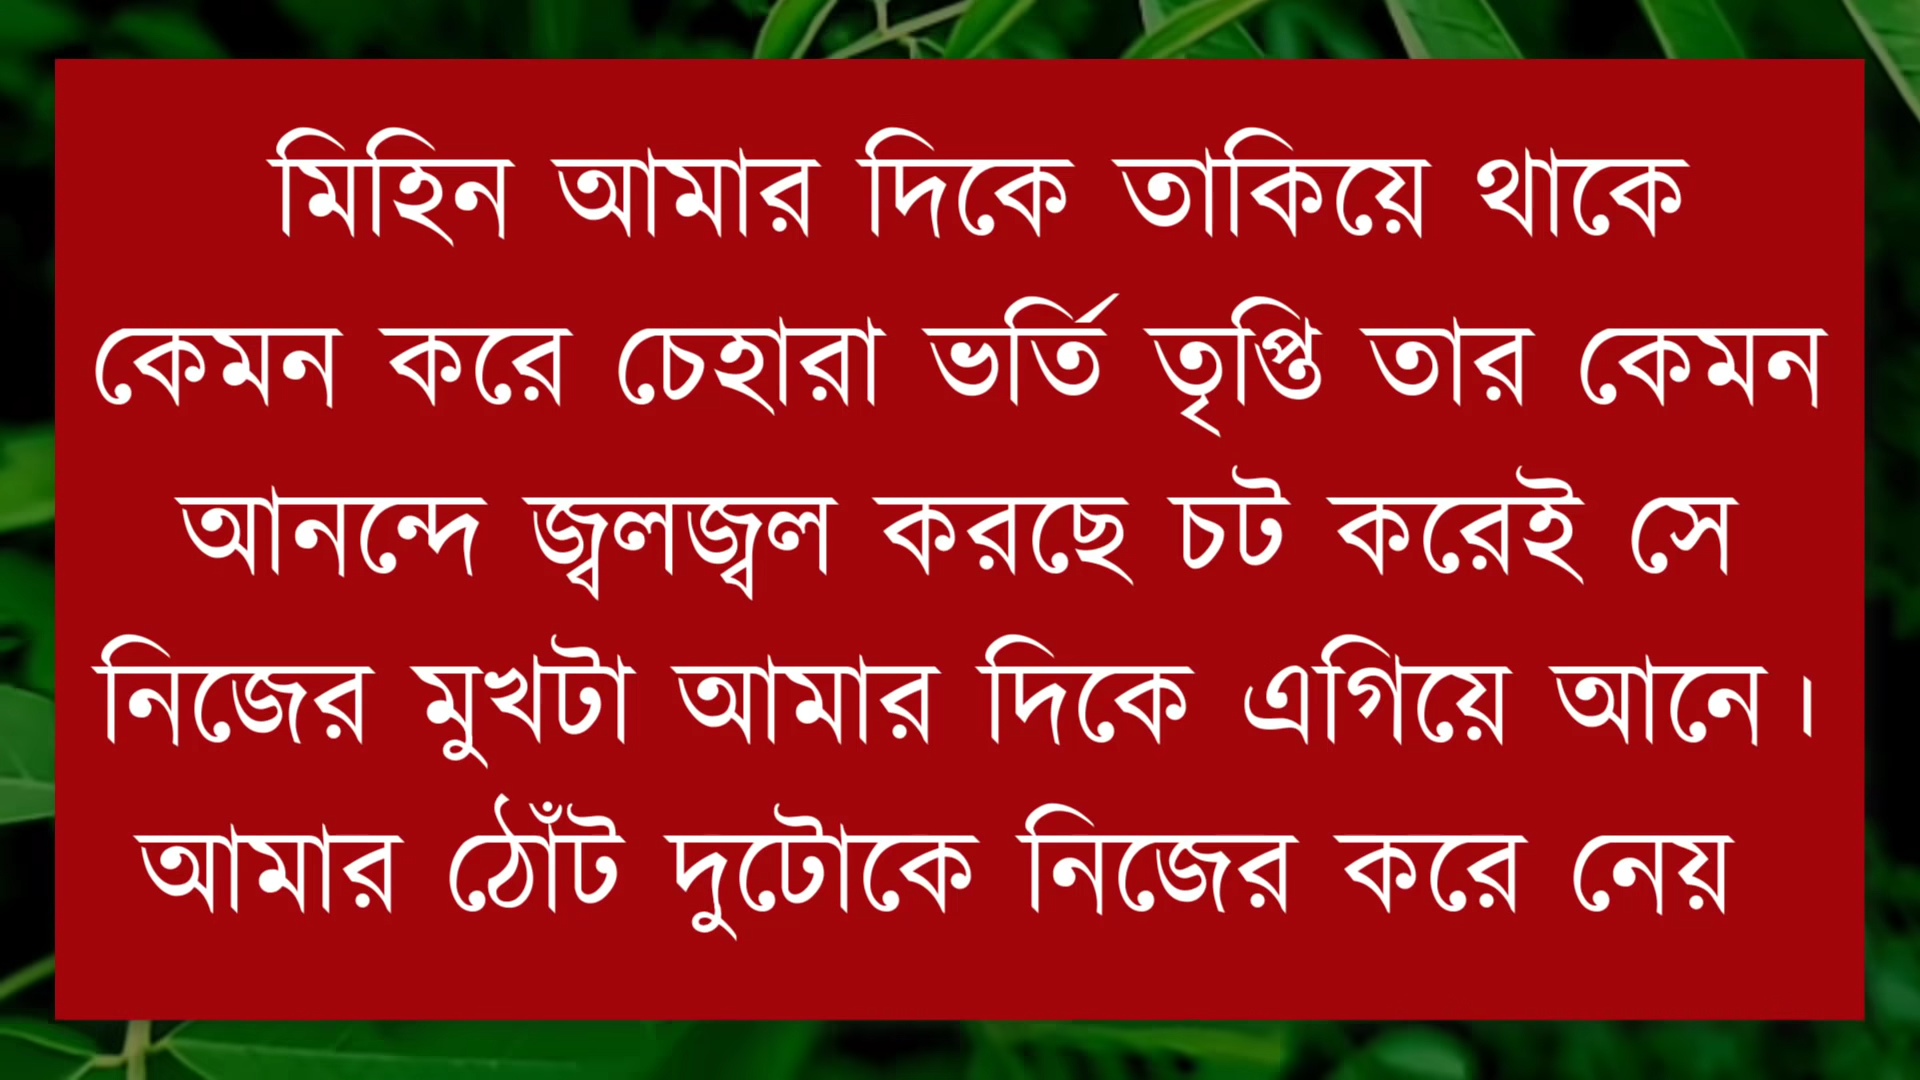 মিহিন আমার দিকে তাকিয়ে থাকে
কেমন করে চেহারা ভর্তি তৃপ্তি তার কেমন
আনন্দে জ্বলজ্বল করছে চট করেই সে
নিজের মুখটা আমার দিকে এগিয়ে আনে।
আমার ঠোঁট দুটোকে নিজের করে নেয়